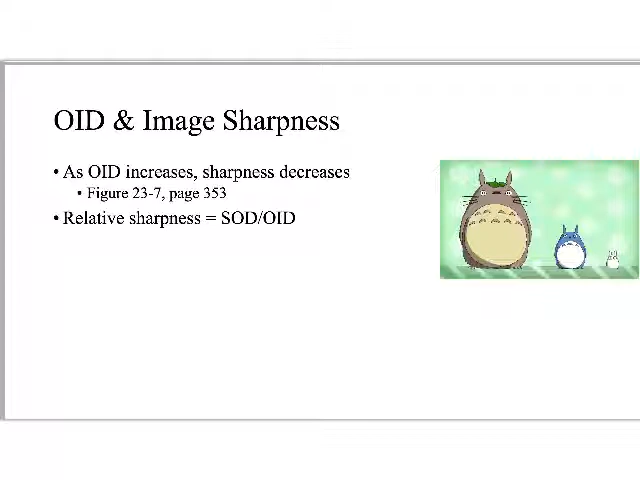 OID & Image Sharpness
• As OID increases, sharpness decreases
• Figure 23-7, page 353
• Relative sharpness = SOD/OID